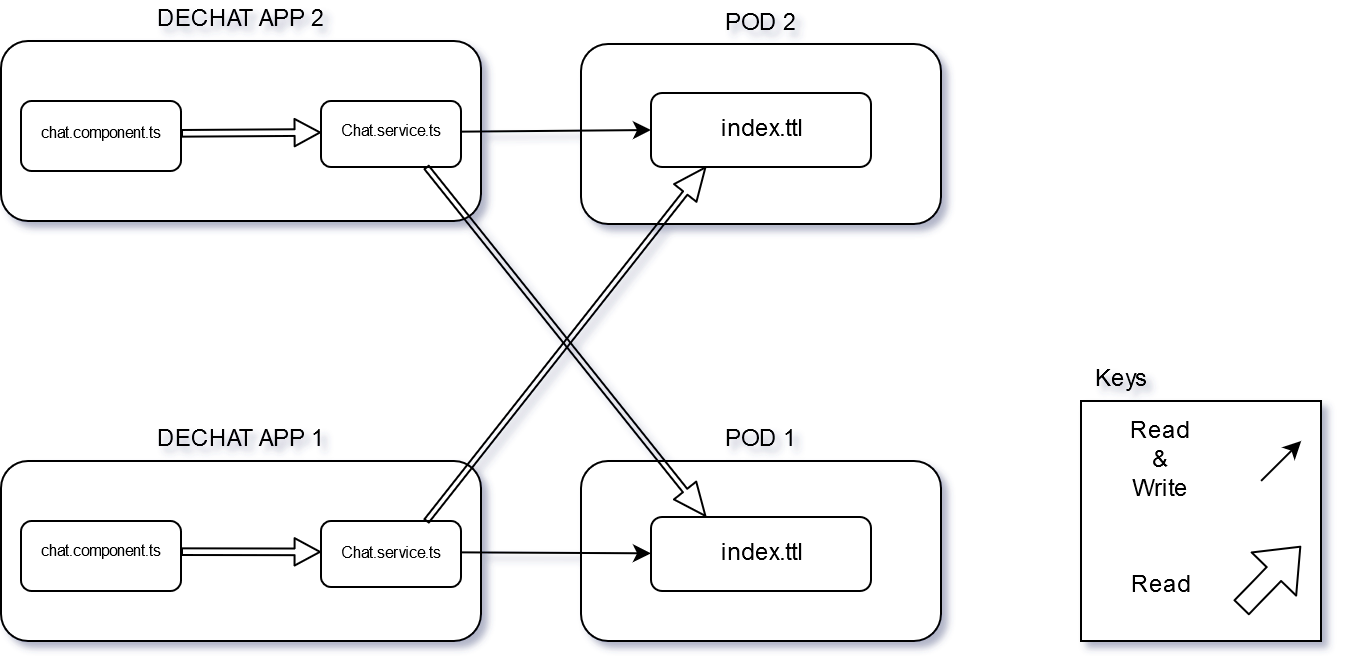 DECHAT APP 2
POD 2
chat.component.ts
Chat.service.ts
index.ttl
DECHAT APP 1
POD 1
chat.component.ts
Chat.service.ts
index.ttl
Keys
Read
&
Write
Read